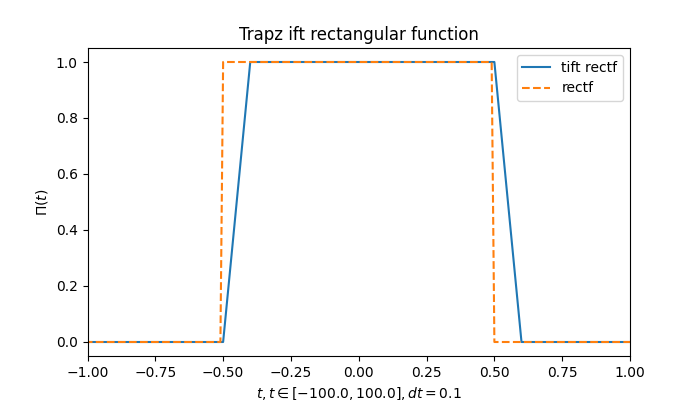 Trapz ift rectangular function
tift rectf
rectf
Π(t)
1.0
0.8
0.6
0.4
0.2
0.0
−1.00 −0.75 −0.50 −0.25 0.00 0.25 0.50 0.75 1.00
t, t ∈ [−100.0, 100.0], dt = 0.1